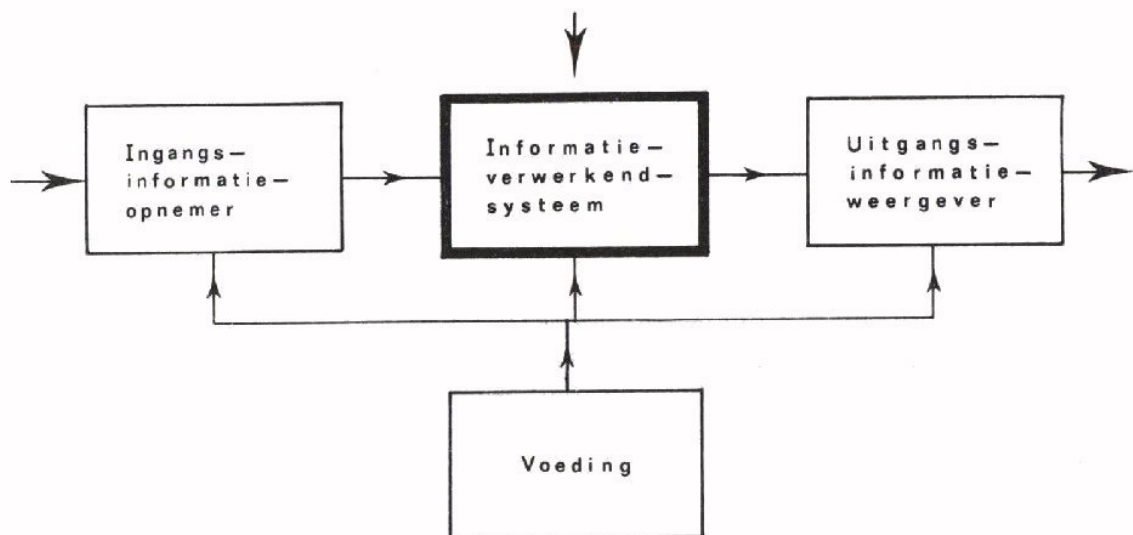 Ingangs—
informatie—
opnemer
Informatie—
verwerkend—
systeem
Uitgangs—
informatie—
weergever
Voeding